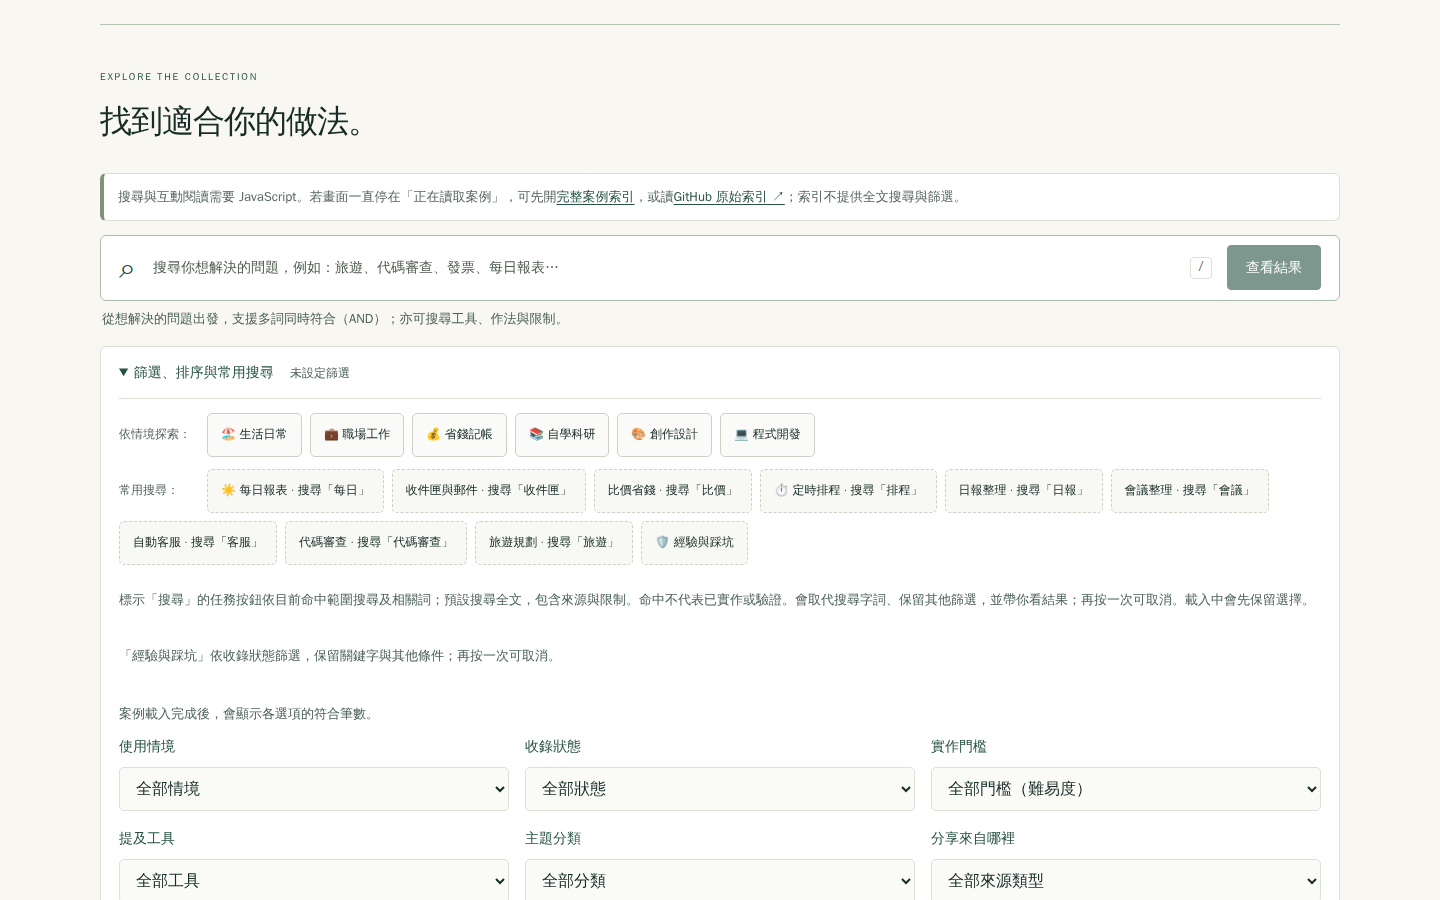 EXPLORE THE COLLECTION
找到適合你的做法。
搜尋與互動閱讀需要 JavaScript。若畫面一直停在「正在讀取案例」，可先開完整案例索引，或讀GitHub 原始索引 ↗；索引不提供全文搜尋與篩選。
搜尋你想解決的問題，例如：旅遊、代碼審查、發票、每日報表⋯
/
查看結果
從想解決的問題出發，支援多詞同時符合（AND）；亦可搜尋工具、作法與限制。
▼ 篩選、排序與常用搜尋 未設定篩選
依情境探索： 🏖️ 生活日常 💼 職場工作 💰 省錢記帳 📚 自學科研 🎨 創作設計 💻 程式開發
常用搜尋： ☀️ 每日報表 · 搜尋「每日」 收件匣與郵件 · 搜尋「收件匣」 比價省錢 · 搜尋「比價」 ⏱️ 定時排程 · 搜尋「排程」 日報整理 · 搜尋「日報」 會議整理 · 搜尋「會議」
自動客服 · 搜尋「客服」 代碼審查 · 搜尋「代碼審查」 旅遊規劃 · 搜尋「旅遊」 🛡️ 經驗與踩坑
標示「搜尋」的任務按鈕依目前命中範圍搜尋及相關詞；預設搜尋全文，包含來源與限制。命中不代表已實作或驗證。會取代搜尋字詞、保留其他篩選，並帶你看結果；再按一次可取消。載入中會先保留選擇。
「經驗與踩坑」依收錄狀態篩選，保留關鍵字與其他條件；再按一次可取消。
案例載入完成後，會顯示各選項的符合筆數。
使用情境 收錄狀態 實作門檻
全部情境 全部狀態 全部門檻（難易度）
提及工具 主題分類 分享來自哪裡
全部工具 全部分類 全部來源類型